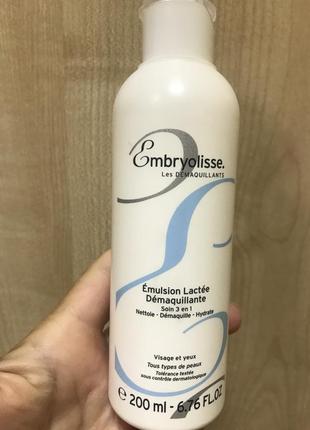 Embryolisse.
Les DÉMAQUILLANTS
Émulsion Lactée
Démaquillante
Soin 3 en 1
Nettoie - Démaquille - Hydrate
Visage et yeux
Tous types de peaux
Tolérance testée
sous contrôle dermatologique
℮ 200 ml - 6.76 FL.OZ